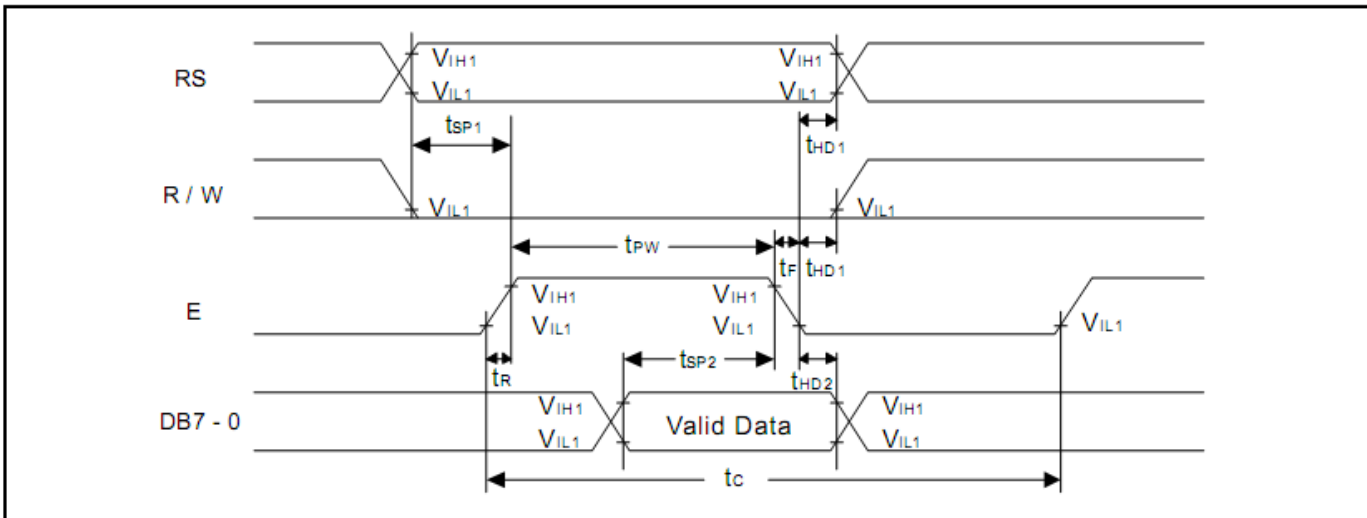 RS
VIH1 VIH1
VIL1 VIL1
tSP1 tHD1
R / W
VIL1 VIL1
tPW tF tHD1
E
VIH1 VIH1
VIL1 VIL1 VIL1
tSP2
tR tHD2
DB7 - 0
VIH1 VIH1
Valid Data
VIL1 VIL1
tC